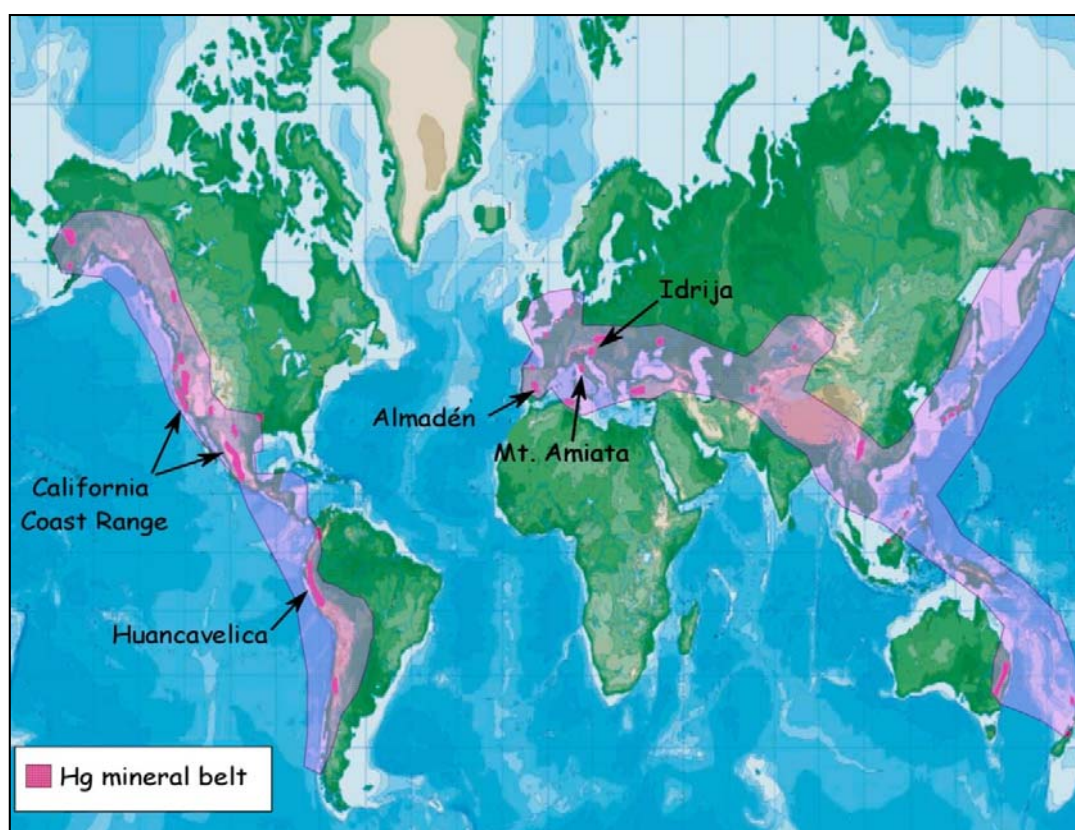 Idrija
Almadén
Mt. Amiata
California
Coast Range
Huancavelica
Hg mineral belt